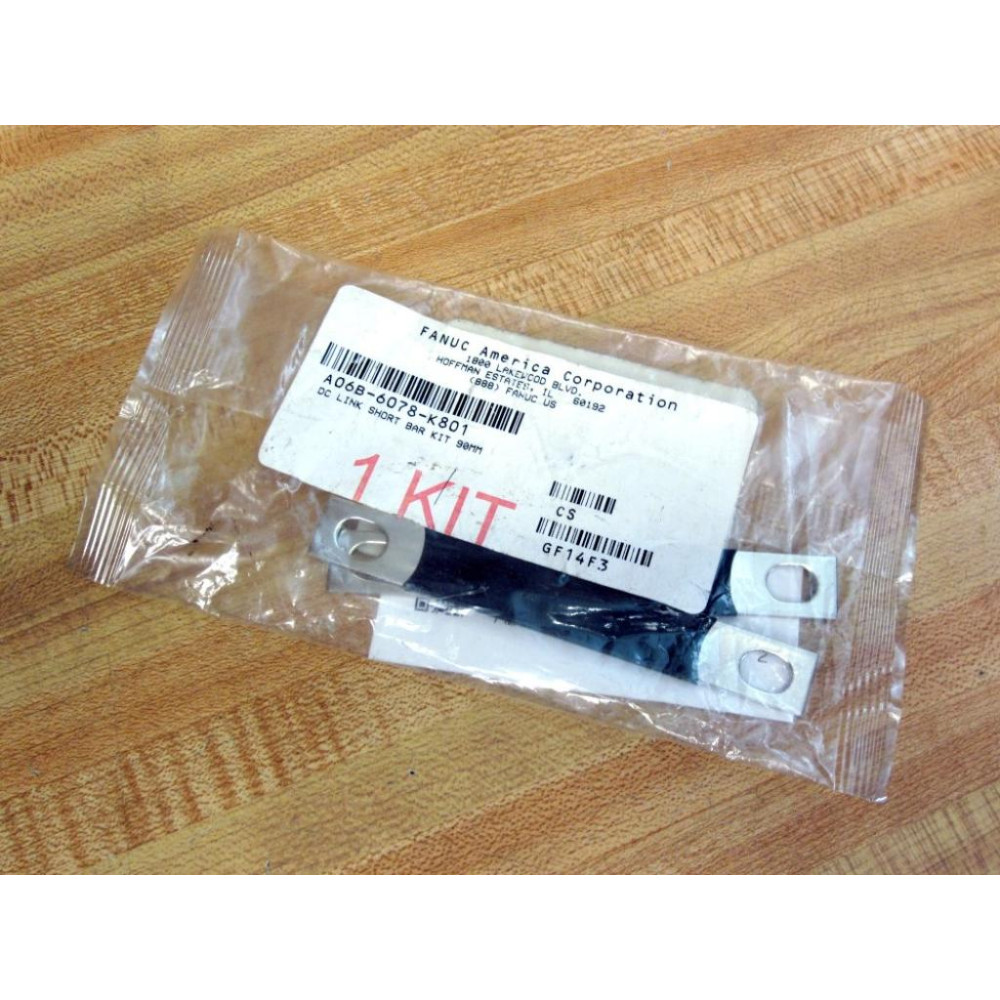 FANUC America Corporation
1800 LAKEWOOD BLVD.
HOFFMAN ESTATES, IL 60192
(888) FANUC US
A06B-6078-K801
DC LINK SHORT BAR KIT 90MM
1 KIT
CS
GF14F3